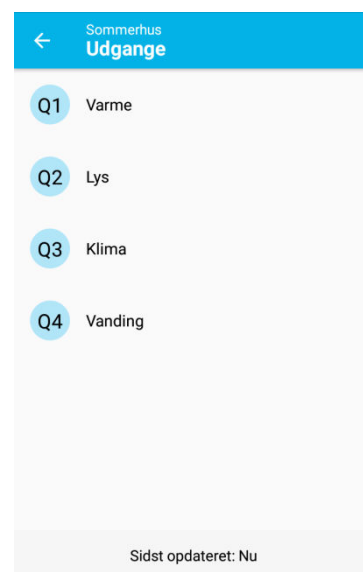 Sommerhus
Udgange
Q1 Varme
Q2 Lys
Q3 Klima
Q4 Vanding
Sidst opdateret: Nu